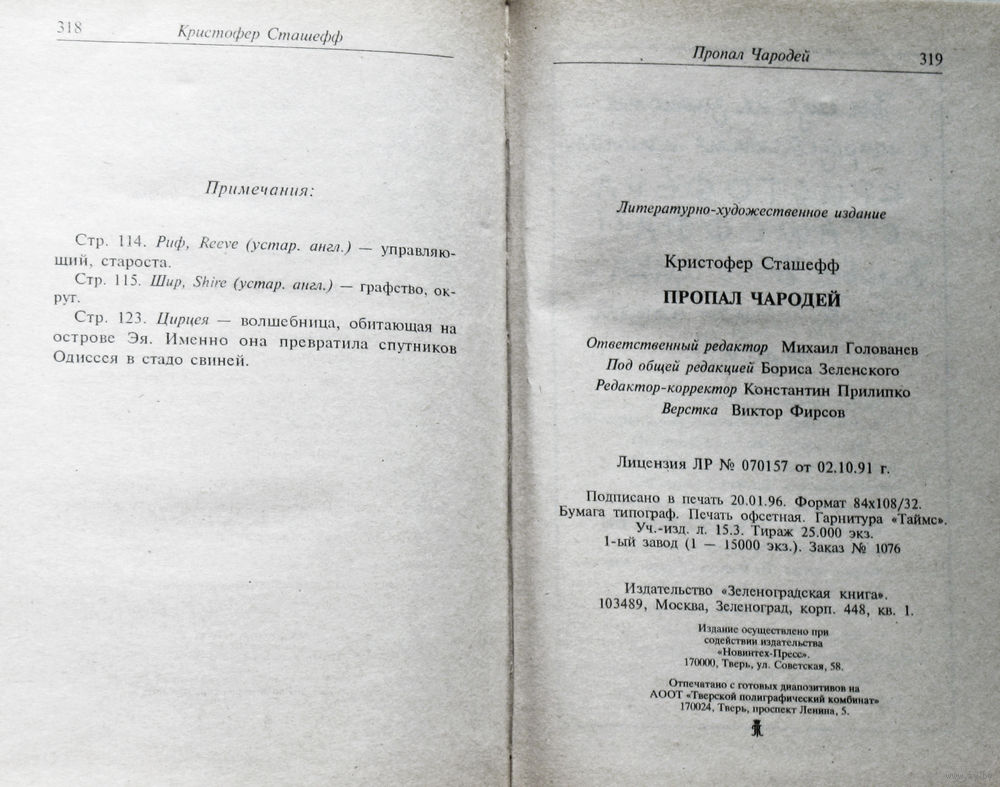 318
Кристофер Сташефф
Примечания:
Стр. 114. Риф, Reeve (устар. англ.) — управляю-
щий, староста.
Стр. 115. Шир, Shire (устар. англ.) — графство, ок-
руг.
Стр. 123. Цирцея — волшебница, обитающая на
острове Эя. Именно она превратила спутников
Одиссея в стадо свиней.
Пропал Чародей
319
Литературно-художественное издание
Кристофер Сташефф
ПРОПАЛ ЧАРОДЕЙ
Ответственный редактор Михаил Голованев
Под общей редакцией Бориса Зеленского
Редактор-корректор Константин Прилипко
Верстка Виктор Фирсов
Лицензия ЛР № 070157 от 02.10.91 г.
Подписано в печать 20.01.96. Формат 84х108/32.
Бумага типограф. Печать офсетная. Гарнитура «Таймс».
Уч.-изд. л. 15.3. Тираж 25.000 экз.
1-ый завод (1 — 15000 экз.). Заказ № 1076
Издательство «Зеленоградская книга».
103489, Москва, Зеленоград, корп. 448, кв. 1.
Издание осуществлено при
содействии издательства
«Новинтех-Пресс».
170000, Тверь, ул. Советская, 58.
Отпечатано с готовых диапозитивов на
АООТ «Тверской полиграфический комбинат»
170024, Тверь, проспект Ленина, 5.